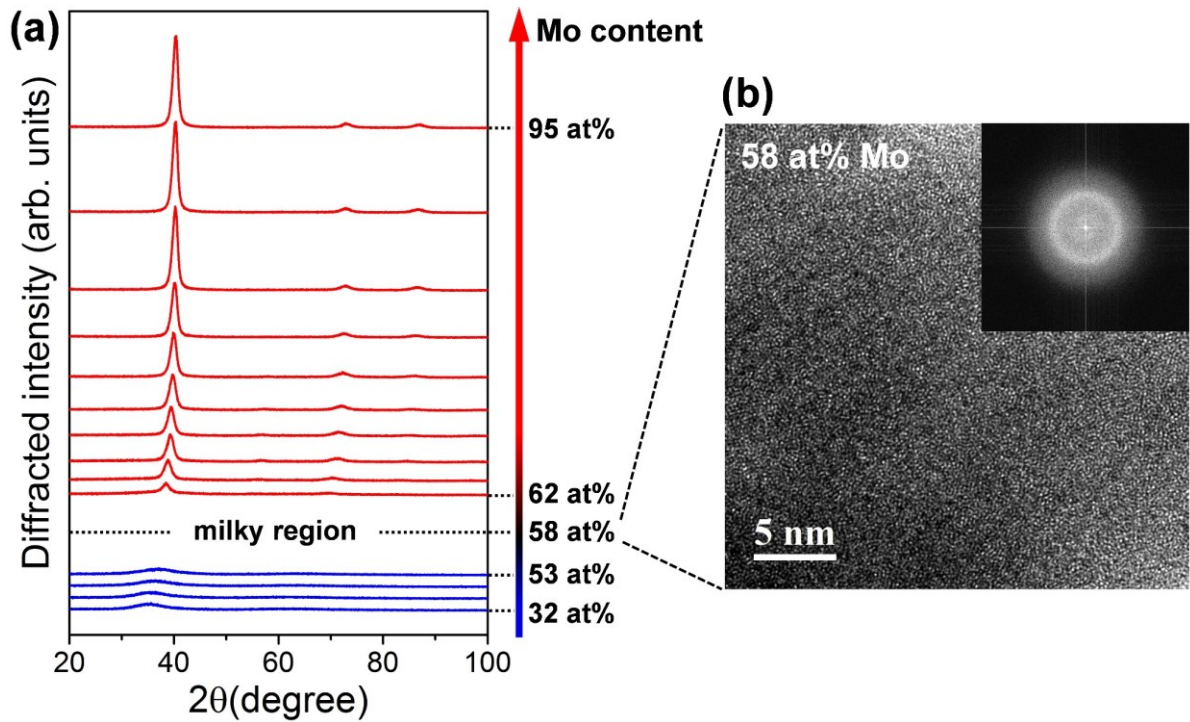 (a)
Mo content
Diffracted intensity (arb. units)
95 at%
62 at%
milky region
58 at%
53 at%
32 at%
20
40
60
80
100
2θ(degree)
(b)
58 at% Mo
5 nm